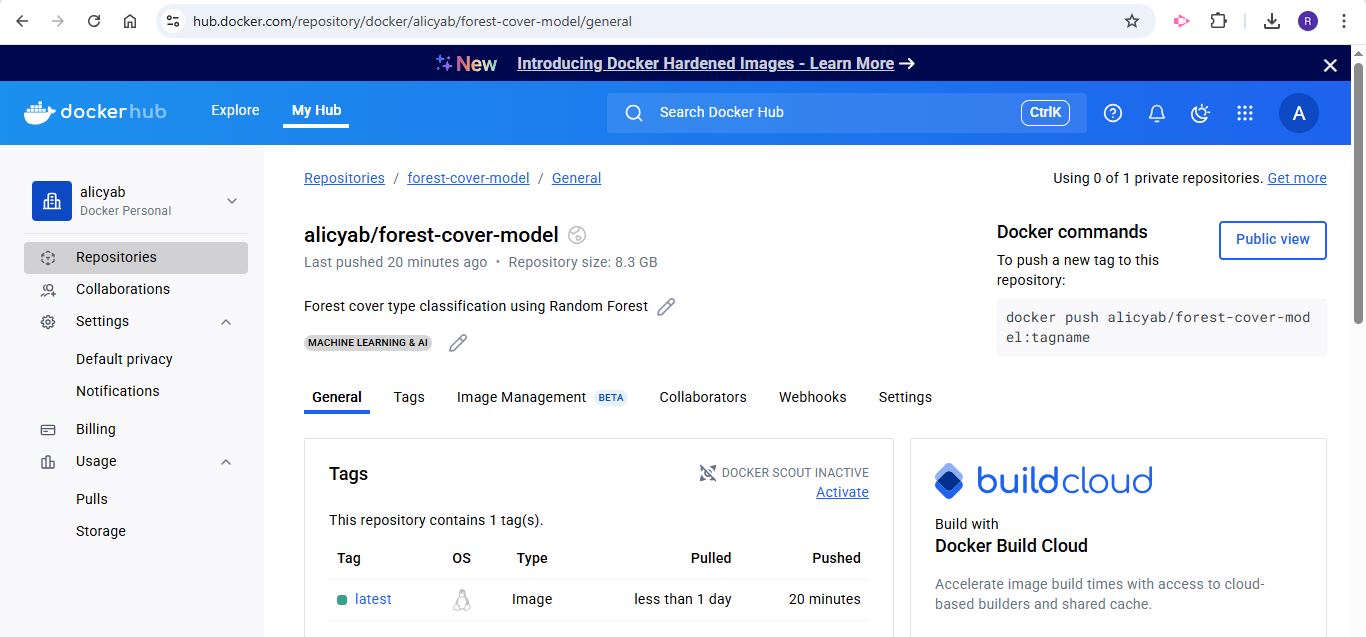 hub.docker.com/repository/docker/alicyab/forest-cover-model/general
R
New Introducing Docker Hardened Images - Learn More →
dockerhub Explore My Hub Search Docker Hub CtrlK A
alicyab
Docker Personal
Repositories
Collaborations
Settings
Default privacy
Notifications
Billing
Usage
Pulls
Storage
Repositories / forest-cover-model / General
Using 0 of 1 private repositories. Get more
alicyab/forest-cover-model
Last pushed 20 minutes ago • Repository size: 8.3 GB
Forest cover type classification using Random Forest
MACHINE LEARNING & AI
Docker commands
Public view
To push a new tag to this
repository:
docker push alicyab/forest-cover-mod
el:tagname
General Tags Image Management BETA Collaborators Webhooks Settings
Tags
DOCKER SCOUT INACTIVE
Activate
This repository contains 1 tag(s).
Tag OS Type Pulled Pushed
latest Image less than 1 day 20 minutes
buildcloud
Build with
Docker Build Cloud
Accelerate image build times with access to cloud-
based builders and shared cache.